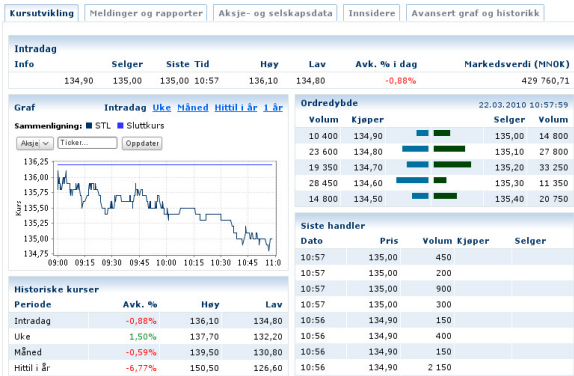 Kursutvikling Meldinger og rapporter Aksje- og selskapsdata Innsidere Avansert graf og historikk
Intradag
Info Selger Siste Tid Høy Lav Avk. % i dag Markedsverdi (MNOK)
134,90 135,00 135,00 10:57 136,10 134,80 -0,88% 429 760,71
Graf Intradag Uke Måned Hittil i år 1 år
Sammenligning: STL Sluttkurs
Aksje Ticker... Oppdater
136,25
136,00
135,75
135,50
135,25
135,00
134,75
Kurs
09:00 09:15 09:30 09:45 10:00 10:15 10:30 10:45 11:0
Historiske kurser
Periode Avk. % Høy Lav
Intradag -0,88% 136,10 134,80
Uke 1,50% 137,70 132,20
Måned -0,59% 139,50 130,80
Hittil i år -6,77% 150,50 126,60
Ordredybde 22.03.2010 10:57:59
Volum Kjøper Selger Volum
10 400 134,90 135,00 14 800
23 600 134,80 135,10 27 800
19 350 134,70 135,20 33 250
28 450 134,60 135,30 11 350
14 800 134,50 135,40 20 750
Siste handler
Dato Pris Volum Kjøper Selger
10:57 135,00 450
10:57 135,00 200
10:57 135,00 900
10:57 135,00 300
10:56 134,90 150
10:56 134,90 400
10:56 134,90 150
10:56 134,90 2 150